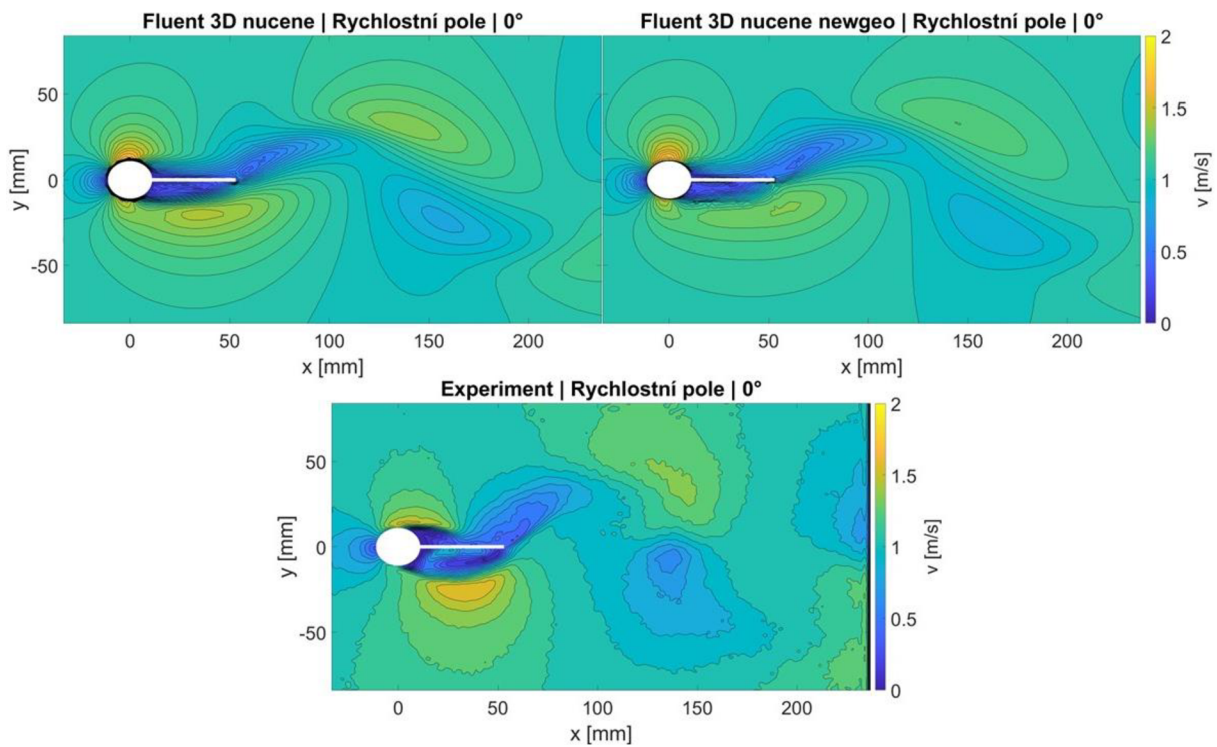 Fluent 3D nucene | Rychlostní pole | 0°
Fluent 3D nucene newgeo | Rychlostní pole | 0°
50
0
-50
y [mm]
0 50 100 150 200
x [mm]
0 50 100 150 200
x [mm]
2
1.5
1
0.5
0
v [m/s]
Experiment | Rychlostní pole | 0°
50
0
-50
y [mm]
0 50 100 150 200
x [mm]
2
1.5
1
0.5
0
v [m/s]